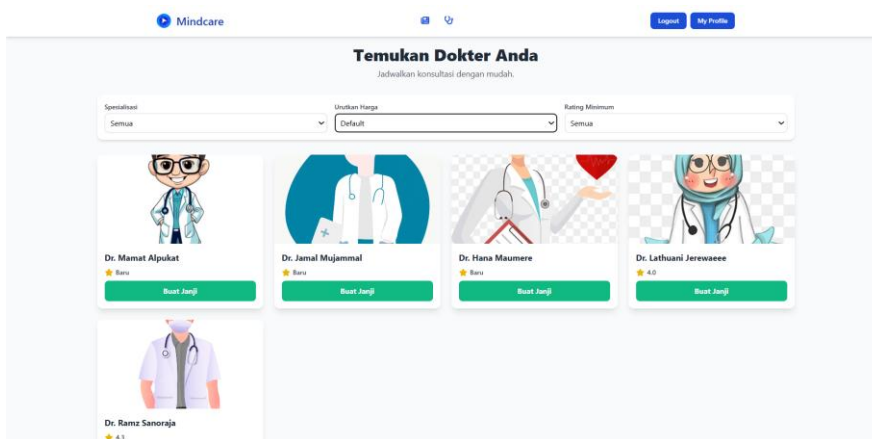 Mindcare
Logout
My Profile
Temukan Dokter Anda
Jadwalkan konsultasi dengan mudah.
Spesialisasi
Urutkan Harga
Rating Minimum
Semua
Default
Semua
Dr. Mamat Alpukat
Dr. Jamal Mujammal
Dr. Hana Maumere
Dr. Lathuani Jerewaeee
Baru
Baru
Baru
4.0
Buat Janji
Buat Janji
Buat Janji
Buat Janji
Dr. Ramz Sanoraja
4.3